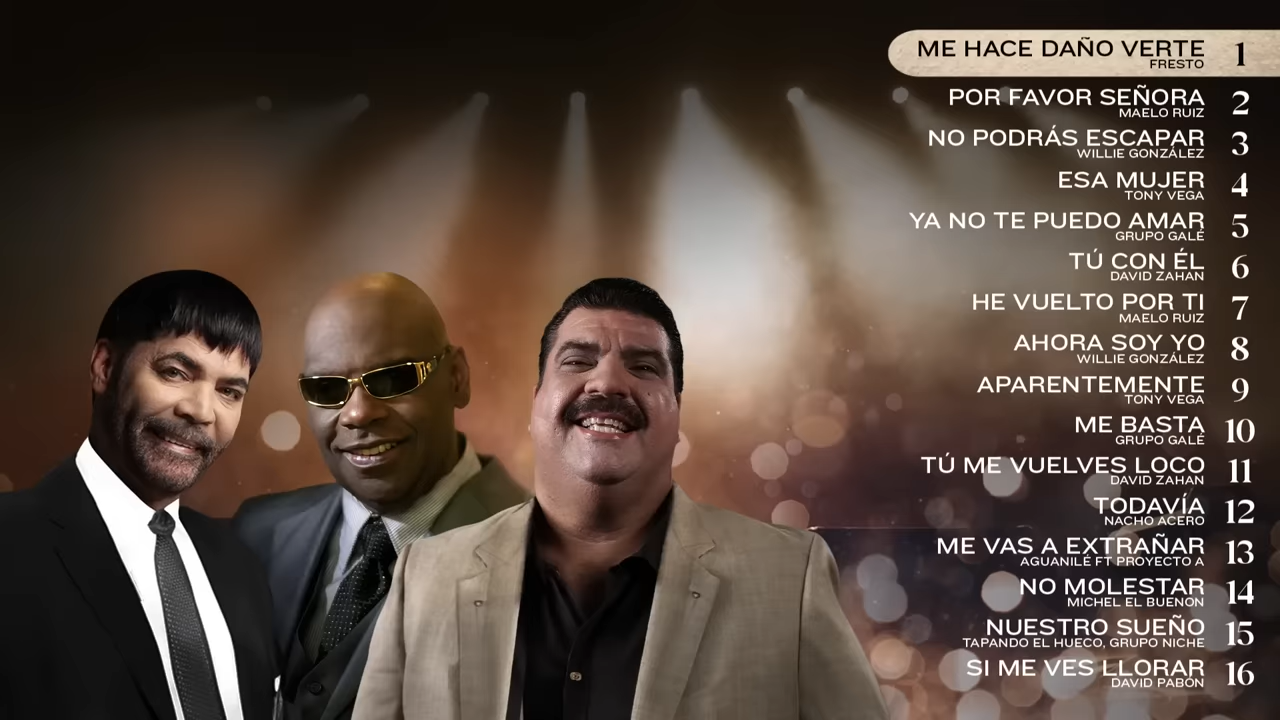 ME HACE DAÑO VERTE 1
FRESTO
POR FAVOR SEÑORA 2
MAELO RUIZ
NO PODRÁS ESCAPAR 3
WILLIE GONZÁLEZ
ESA MUJER 4
TONY VEGA
YA NO TE PUEDO AMAR 5
GRUPO GALÉ
TÚ CON ÉL 6
DAVID ZAHAN
HE VUELTO POR TI 7
MAELO RUIZ
AHORA SOY YO 8
WILLIE GONZÁLEZ
APARENTEMENTE 9
TONY VEGA
ME BASTA 10
GRUPO GALÉ
TÚ ME VUELVES LOCO 11
DAVID ZAHAN
TODAVÍA 12
NACHO ACERO
ME VAS A EXTRAÑAR 13
AGUANILÉ FT PROYECTO A
NO MOLESTAR 14
MICHEL EL BUENON
NUESTRO SUEÑO 15
TAPANDO EL HUECO, GRUPO NICHE
SI ME VES LLORAR 16
DAVID PABÓN